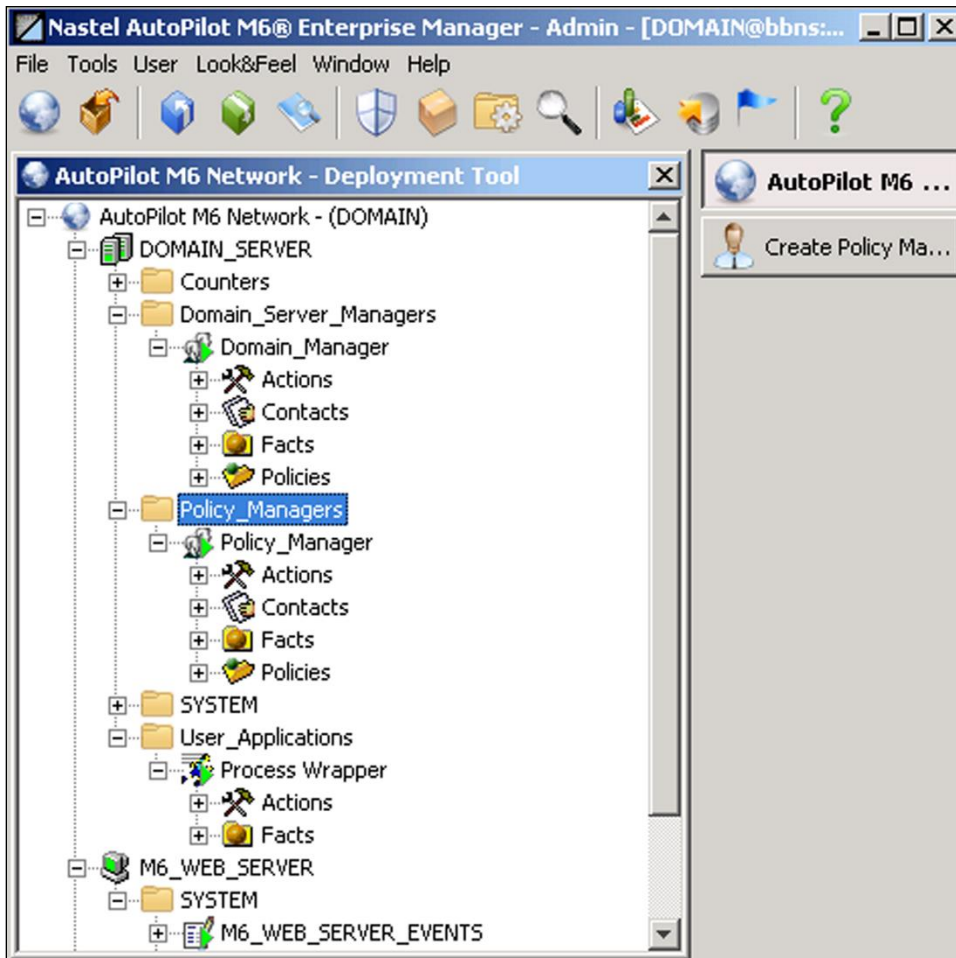 Nastel AutoPilot M6® Enterprise Manager - Admin - [DOMAIN@bbns:...
File Tools User Look&Feel Window Help
AutoPilot M6 Network - Deployment Tool
AutoPilot M6 ...
Create Policy Ma...
AutoPilot M6 Network - (DOMAIN)
DOMAIN_SERVER
Counters
Domain_Server_Managers
Domain_Manager
Actions
Contacts
Facts
Policies
Policy_Managers
Policy_Manager
Actions
Contacts
Facts
Policies
SYSTEM
User_Applications
Process Wrapper
Actions
Facts
M6_WEB_SERVER
SYSTEM
M6_WEB_SERVER_EVENTS